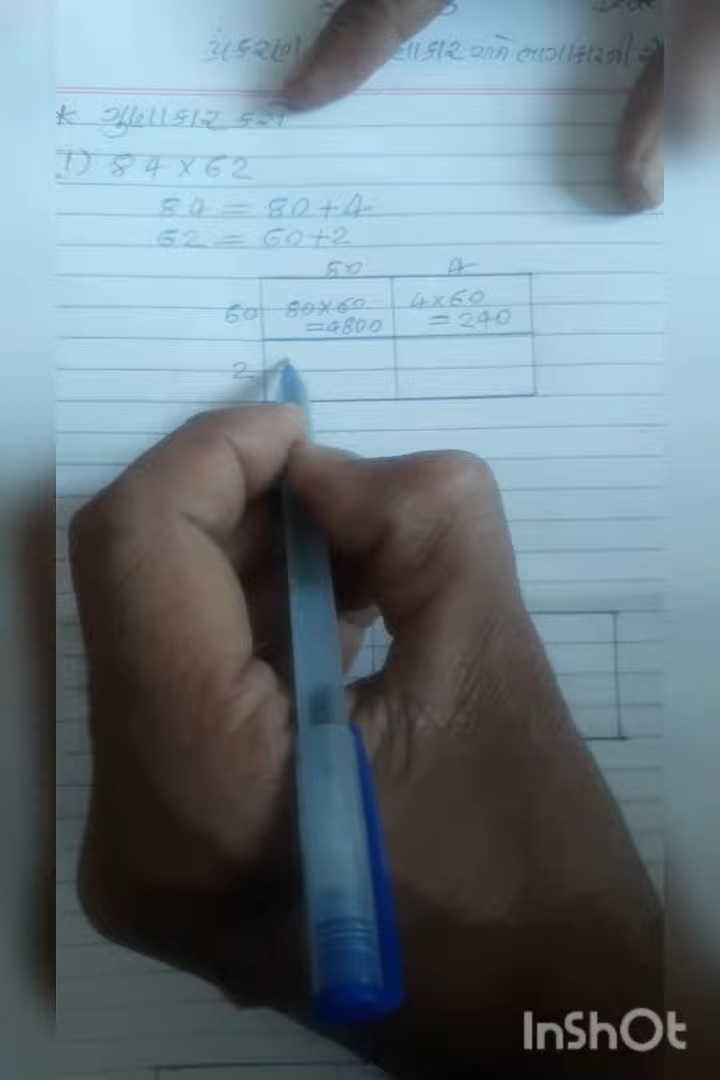 ગુણાકાર કરો
* ગુણાકાર કરો
1) 84 x 62
84 = 80+4
62 = 60+2
80 4
60 80x60 4x60
=4800 =240
2
InShOt